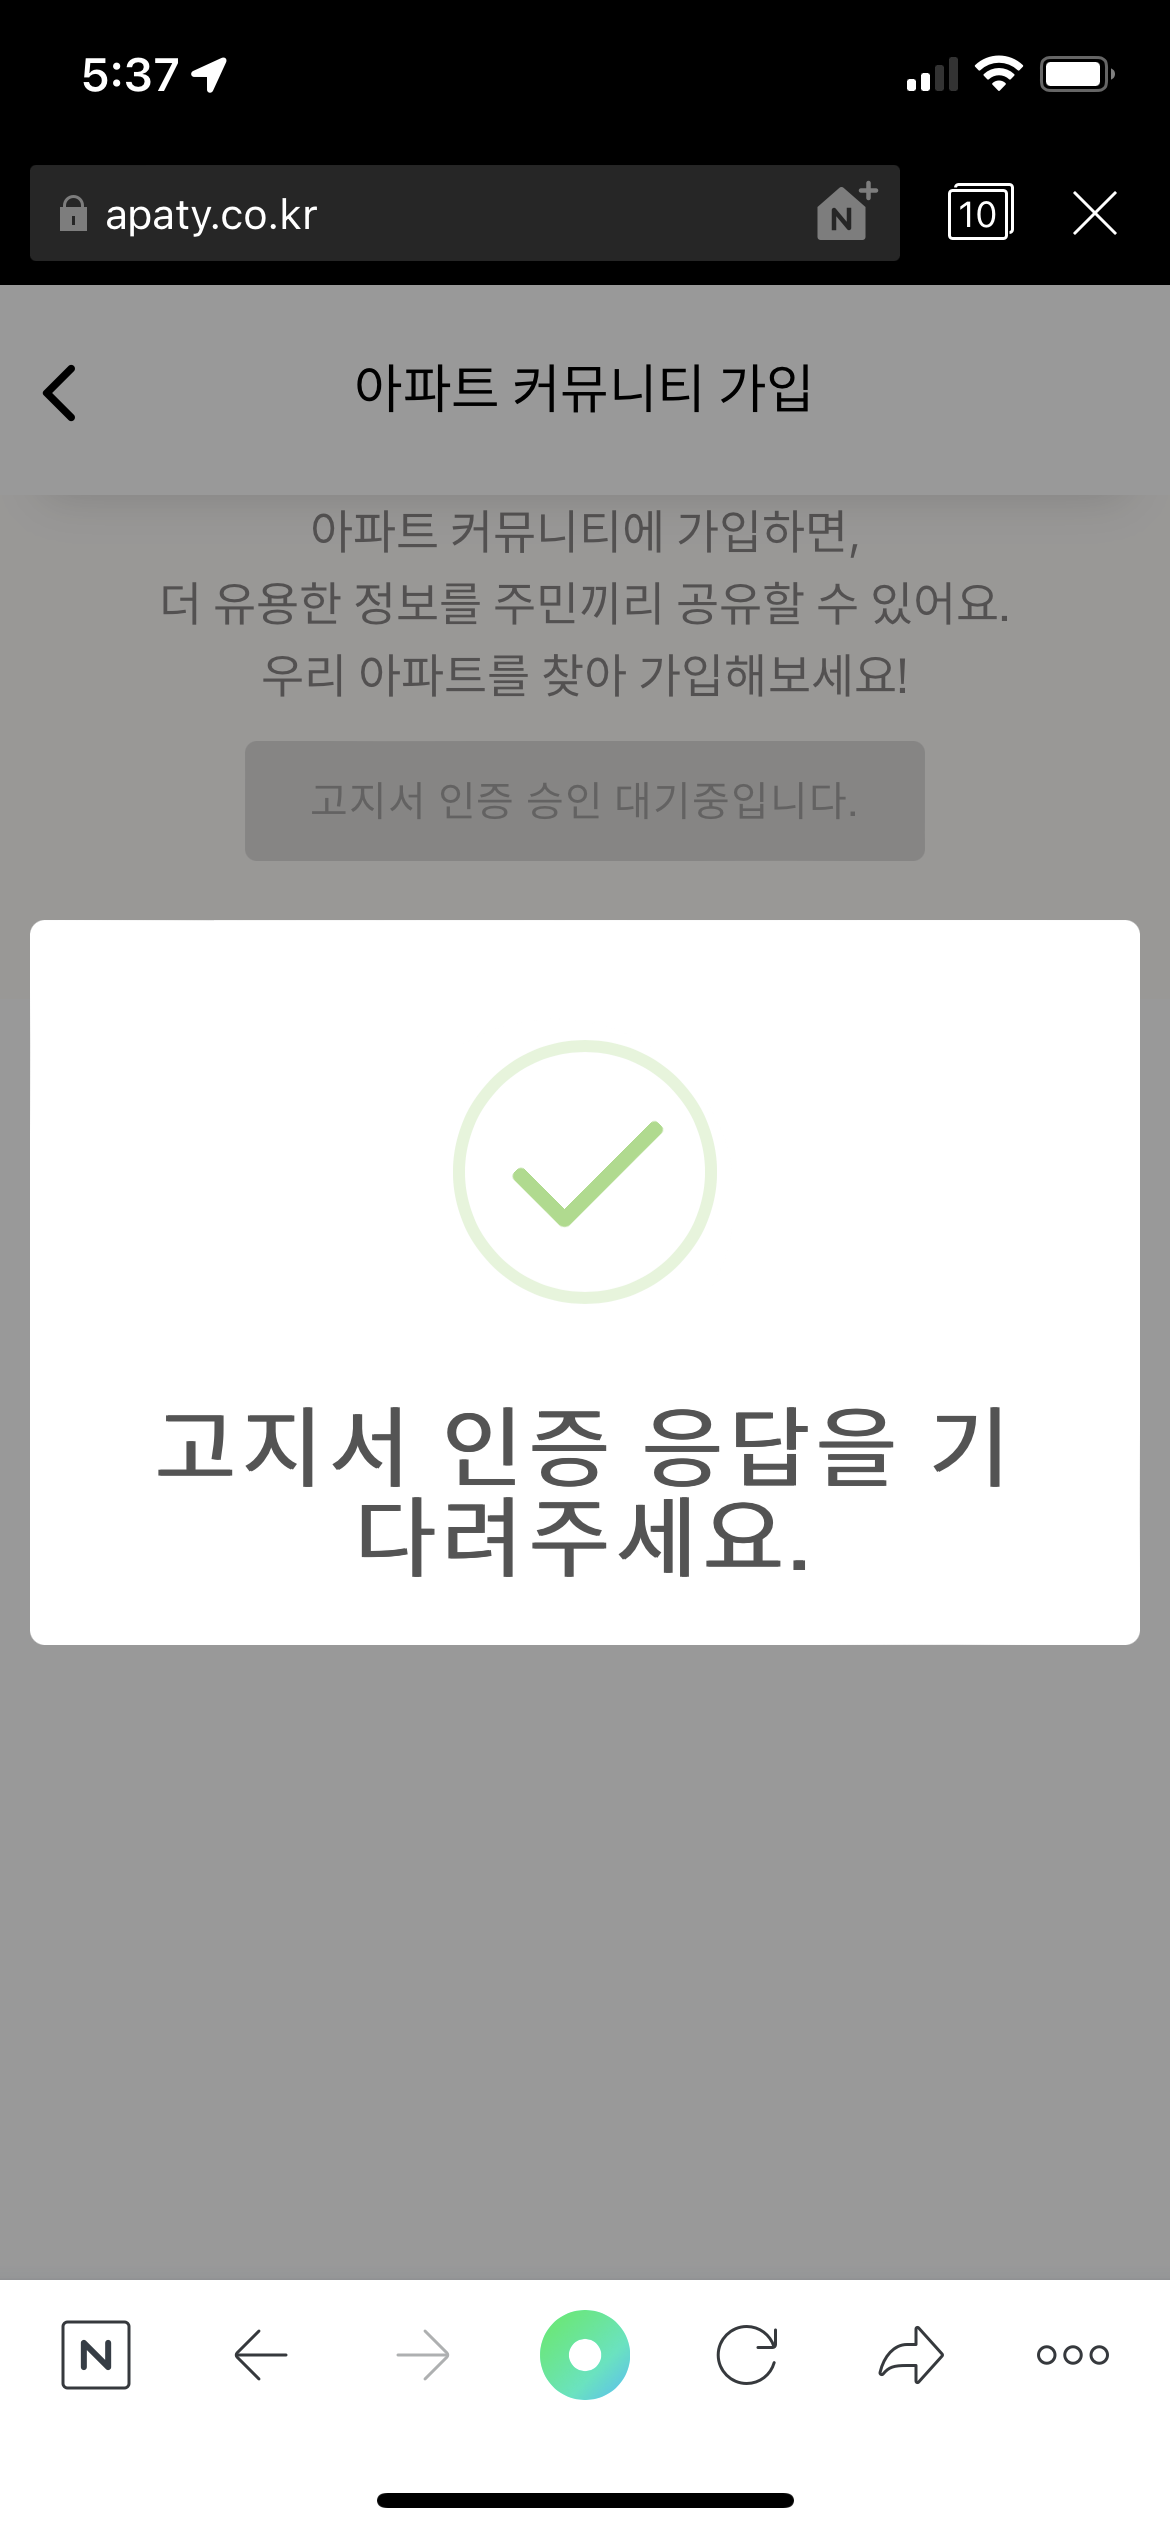 5:37
apaty.co.kr
N
10
아파트 커뮤니티 가입
아파트 커뮤니티에 가입하면,
더 유용한 정보를 주민끼리 공유할 수 있어요.
우리 아파트를 찾아 가입해보세요!
고지서 인증 승인 대기중입니다.
고지서 인증 응답을 기
다려주세요.
N